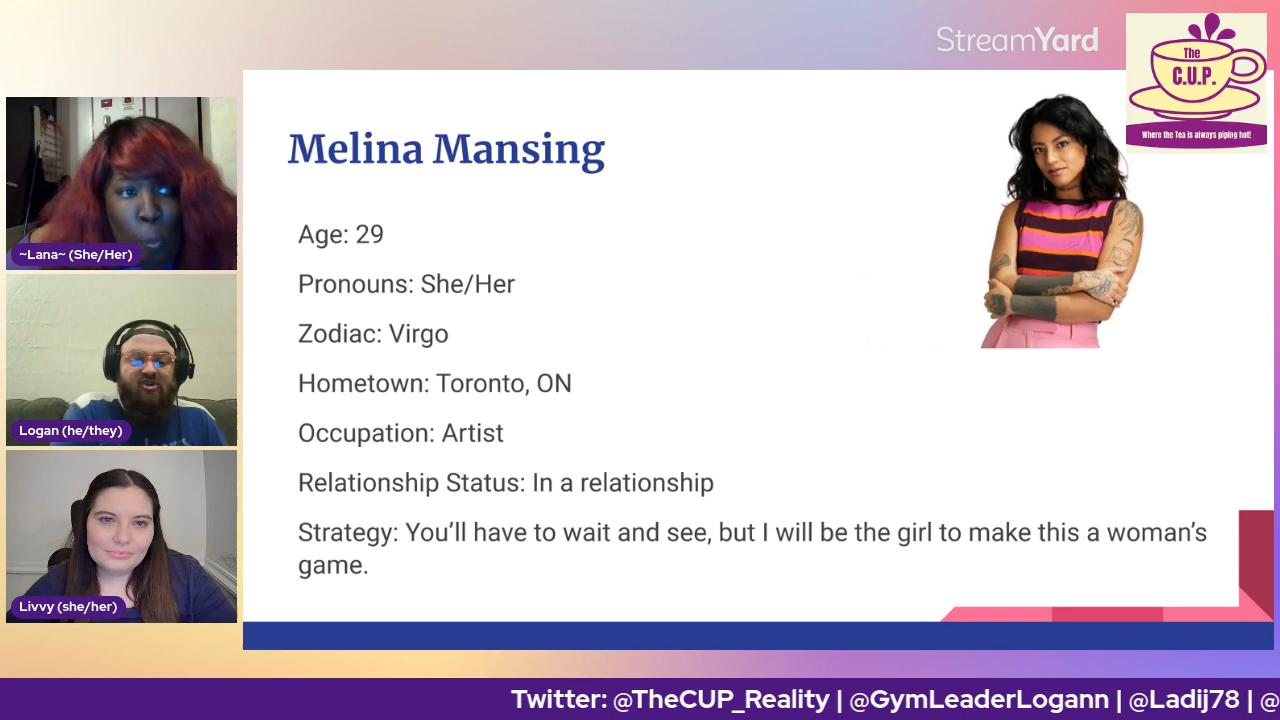 StreamYard
The
C.U.P.
Where the Tea is always piping hot!
Melina Mansing
Age: 29
Pronouns: She/Her
Zodiac: Virgo
Hometown: Toronto, ON
Occupation: Artist
Relationship Status: In a relationship
Strategy: You’ll have to wait and see, but I will be the girl to make this a woman’s
game.
~Lana~ (She/Her)
Logan (he/they)
Livvy (she/her)
Twitter: @TheCUP_Reality | @GymLeaderLogann | @Ladij78 | @